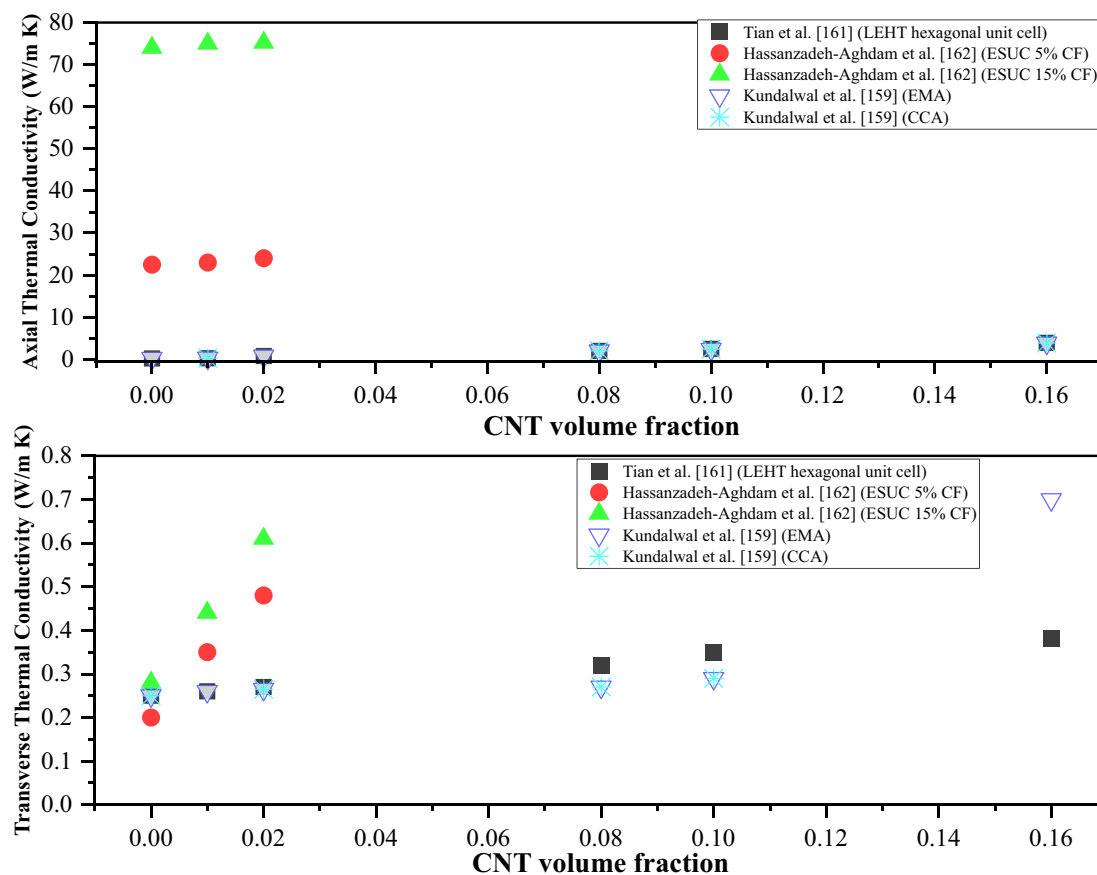 Axial Thermal Conductivity (W/m K)
80
70
60
50
40
30
20
10
0
Tian et al. [161] (LEHT hexagonal unit cell)
Hassanzadeh-Aghdam et al. [162] (ESUC 5% CF)
Hassanzadeh-Aghdam et al. [162] (ESUC 15% CF)
Kundalwal et al. [159] (EMA)
Kundalwal et al. [159] (CCA)
0.00 0.02 0.04 0.06 0.08 0.10 0.12 0.14 0.16
CNT volume fraction
Transverse Thermal Conductivity (W/m K)
0.8
0.7
0.6
0.5
0.4
0.3
0.2
0.1
0.0
Tian et al. [161] (LEHT hexagonal unit cell)
Hassanzadeh-Aghdam et al. [162] (ESUC 5% CF)
Hassanzadeh-Aghdam et al. [162] (ESUC 15% CF)
Kundalwal et al. [159] (EMA)
Kundalwal et al. [159] (CCA)
0.00 0.02 0.04 0.06 0.08 0.10 0.12 0.14 0.16
CNT volume fraction